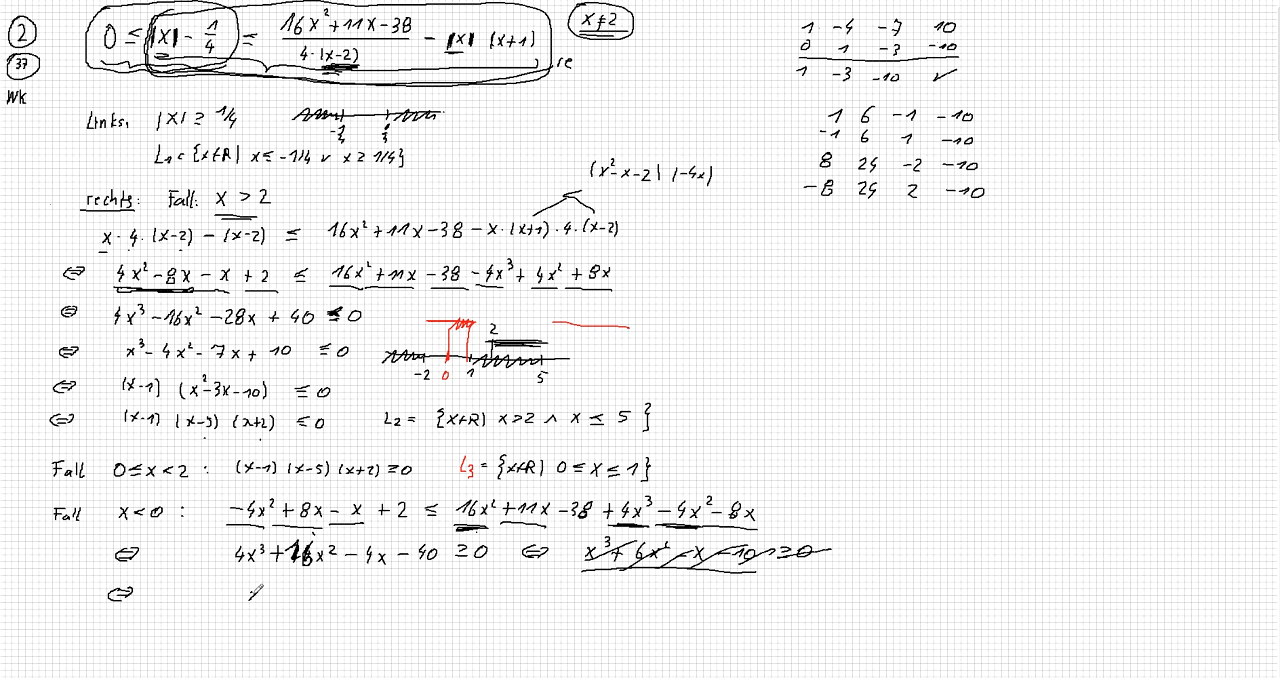 2
37
WK
0 ≤ |x| - 1/4 ≤ (16x² + 11x - 38) / (4·(x-2)) - |x| (x+1)
x ≠ 2
re
Links: |x| ≥ 1/4
L₁ = {x∈R| x ≤ -1/4 ∨ x ≥ 1/4}
(x²-x-2) (-4x)
rechts: Fall: x > 2
x · 4 · (x-2) - (x-2) ≤ 16x² + 11x - 38 - x · (x+1) · 4 · (x-2)
⇔ 4x² - 8x - x + 2 ≤ 16x² + 11x - 38 - 4x³ + 4x² + 8x
⇔ 4x³ - 16x² - 28x + 40 ≤ 0
⇔ x³ - 4x² - 7x + 10 ≤ 0
2
-2 0 1 5
⇔ (x-1) (x²-3x-10) ≤ 0
⇔ (x-1) (x-5) (x+2) ≤ 0 L₂ = {x∈R| x>2 ∧ x ≤ 5 }
Fall 0 ≤ x < 2 : (x-1) (x-5) (x+2) ≥ 0 L₃ = {x∈R| 0 ≤ x ≤ 1}
Fall x < 0 : -4x² + 8x - x + 2 ≤ 16x² + 11x - 38 + 4x³ - 4x² - 8x
⇔ 4x³ + 16x² - 4x - 40 ≥ 0 ⇔ x³ + 6x² - x - 10 ≥ 0
⇔
1 -4 -7 10
0 1 -3 -10
1 -3 -10 ✓
1 6 -1 -10
-1 6 1 -10
8 24 -2 -10
-8 24 2 -10